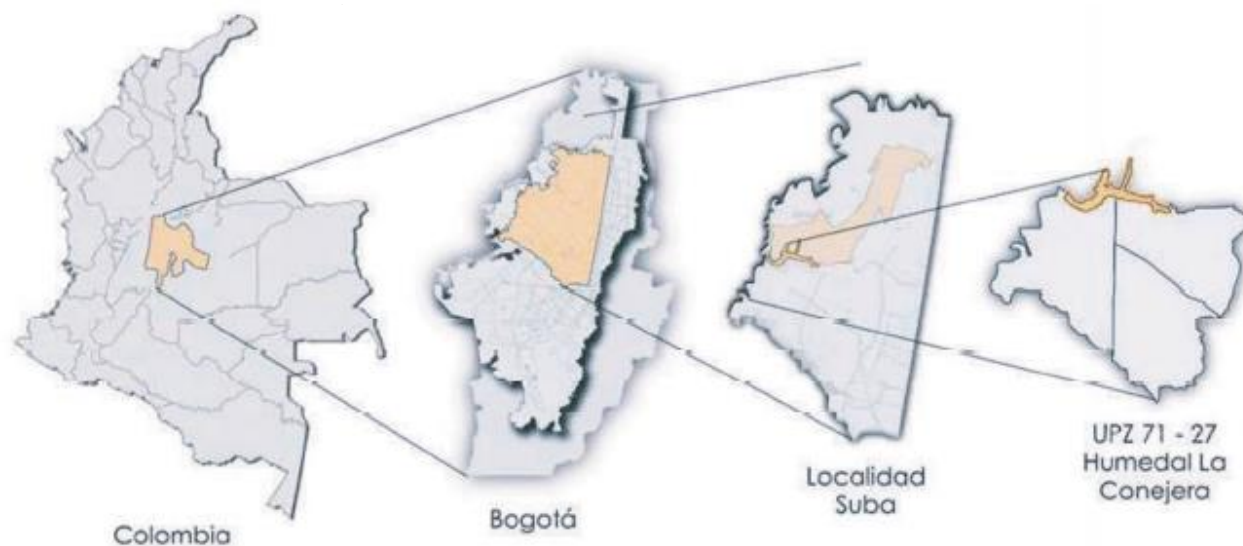 Colombia
Bogotá
Localidad
Suba
UPZ 71 - 27
Humedal La
Conejera